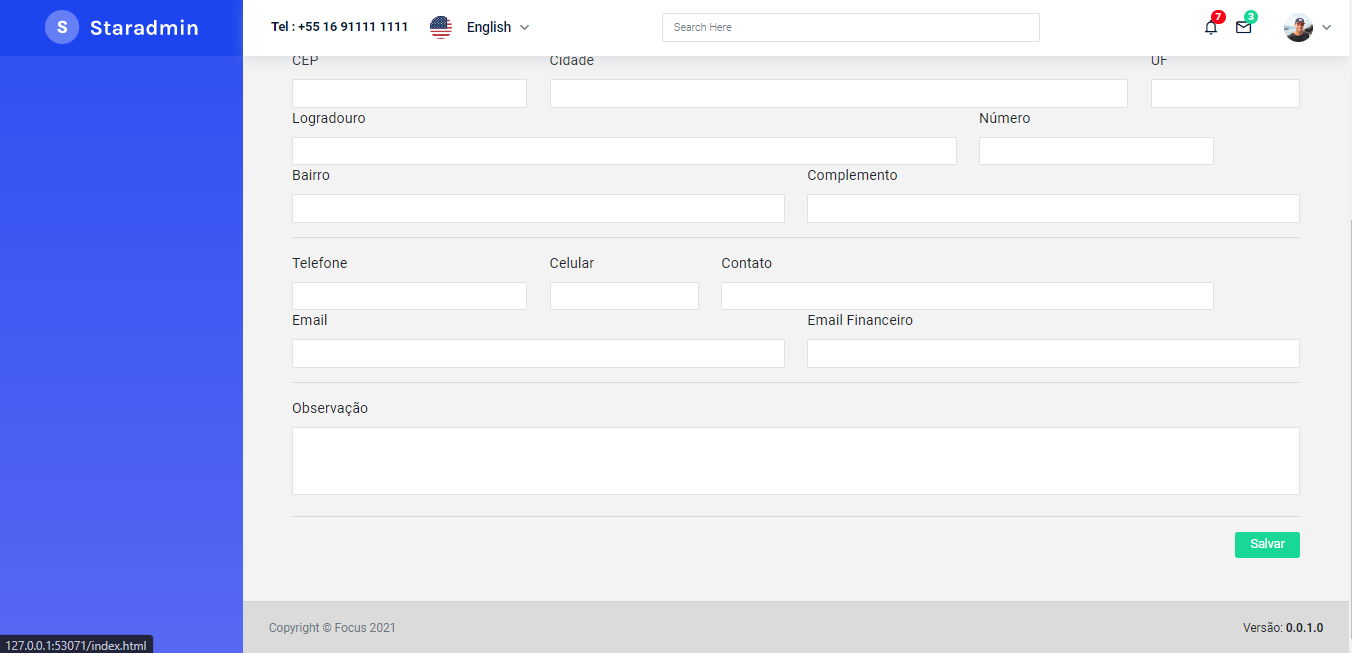 S Staradmin
Tel : +55 16 91111 1111 English Search Here 7 3
CEP Cidade UF
Logradouro Número
Bairro Complemento
Telefone Celular Contato
Email Email Financeiro
Observação
Salvar
Copyright © Focus 2021 Versão: 0.0.1.0
127.0.0.1:53071/index.html